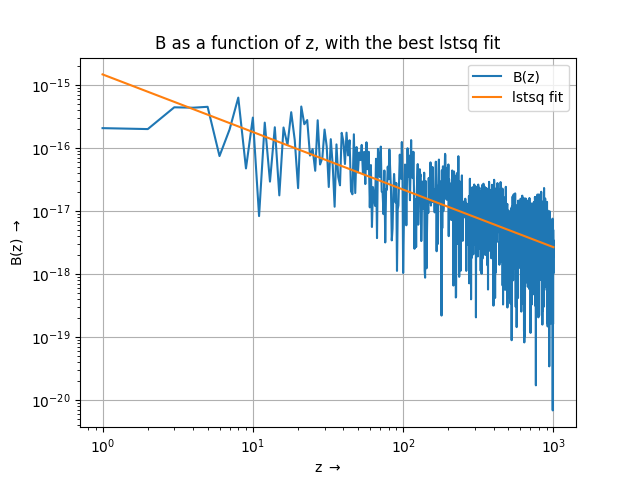 B as a function of z, with the best lstsq fit
B(z)
lstsq fit
10⁻¹⁵
10⁻¹⁶
10⁻¹⁷
10⁻¹⁸
10⁻¹⁹
10⁻²⁰
B(z) →
10⁰ 10¹ 10² 10³
z →